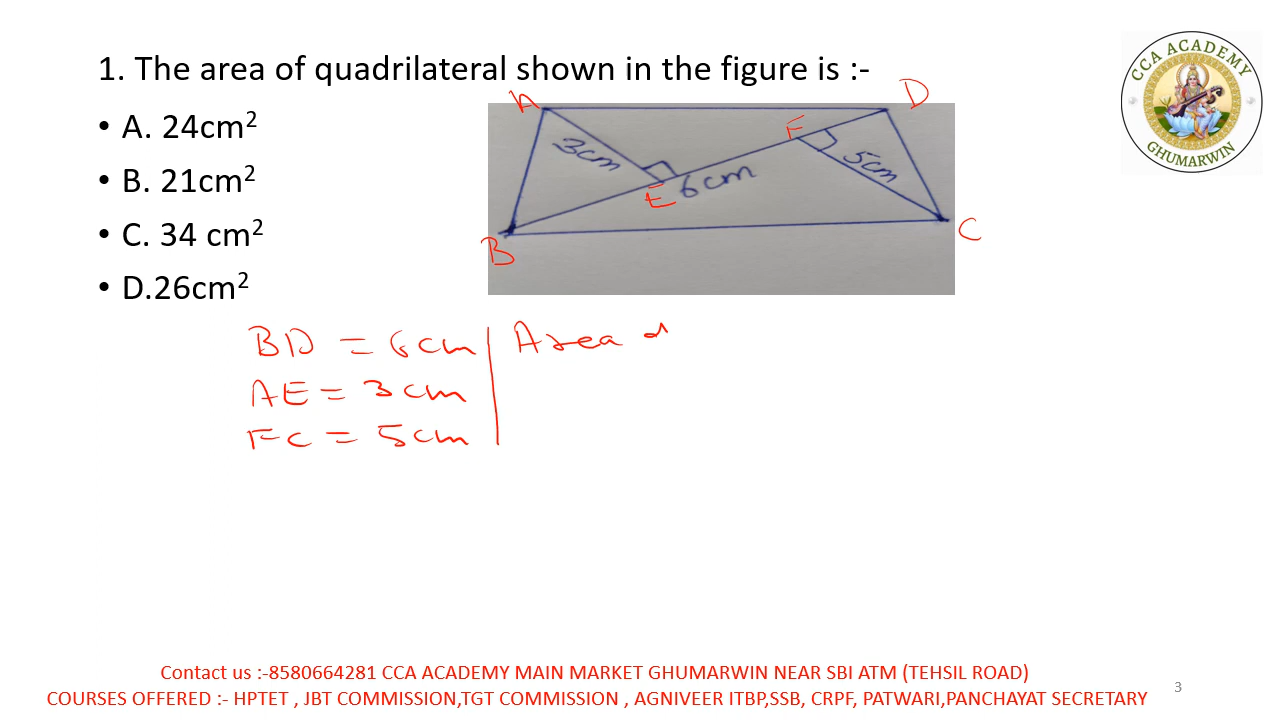 1. The area of quadrilateral shown in the figure is :-
• A. 24cm²
• B. 21cm²
• C. 34 cm²
• D.26cm²
A
D
3cm
E
6cm
F
5cm
B
C
BD = 6cm
AE = 3cm
FC = 5cm
Area
CCA ACADEMY
GHUMARWIN
Contact us :-8580664281 CCA ACADEMY MAIN MARKET GHUMARWIN NEAR SBI ATM (TEHSIL ROAD)
COURSES OFFERED :- HPTET , JBT COMMISSION,TGT COMMISSION , AGNIVEER ITBP,SSB, CRPF, PATWARI,PANCHAYAT SECRETARY
3